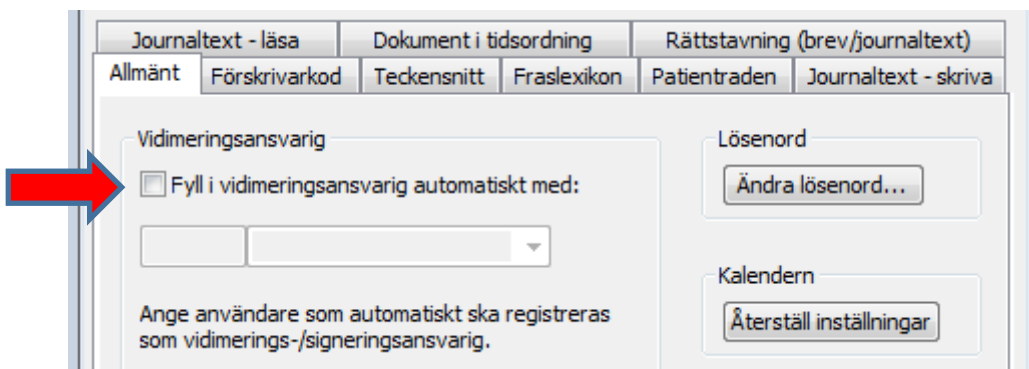 Journaltext - läsa
Dokument i tidsordning
Rättstavning (brev/journaltext)
Allmänt
Förskrivarkod
Teckensnitt
Fraslexikon
Patientraden
Journaltext - skriva
Vidimeringsansvarig
Fyll i vidimeringsansvarig automatiskt med:
Ange användare som automatiskt ska registreras
som vidimerings-/signeringsansvarig.
Lösenord
Ändra lösenord...
Kalendern
Återställ inställningar